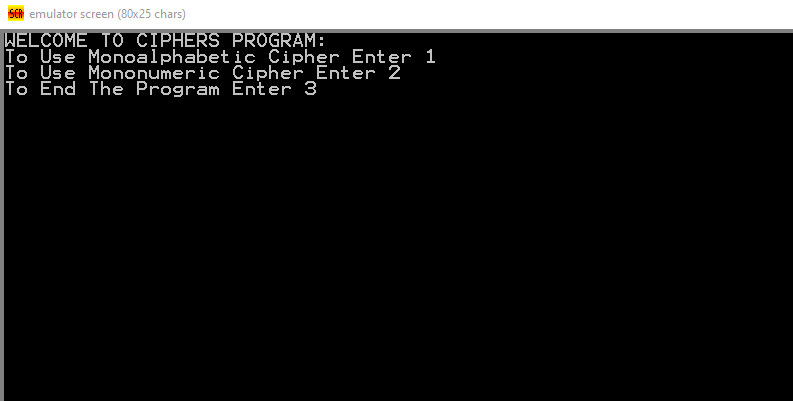 SCR
emulator screen (80x25 chars)
WELCOME TO CIPHERS PROGRAM:
To Use Monoalphabetic Cipher Enter 1
To Use Mononumeric Cipher Enter 2
To End The Program Enter 3